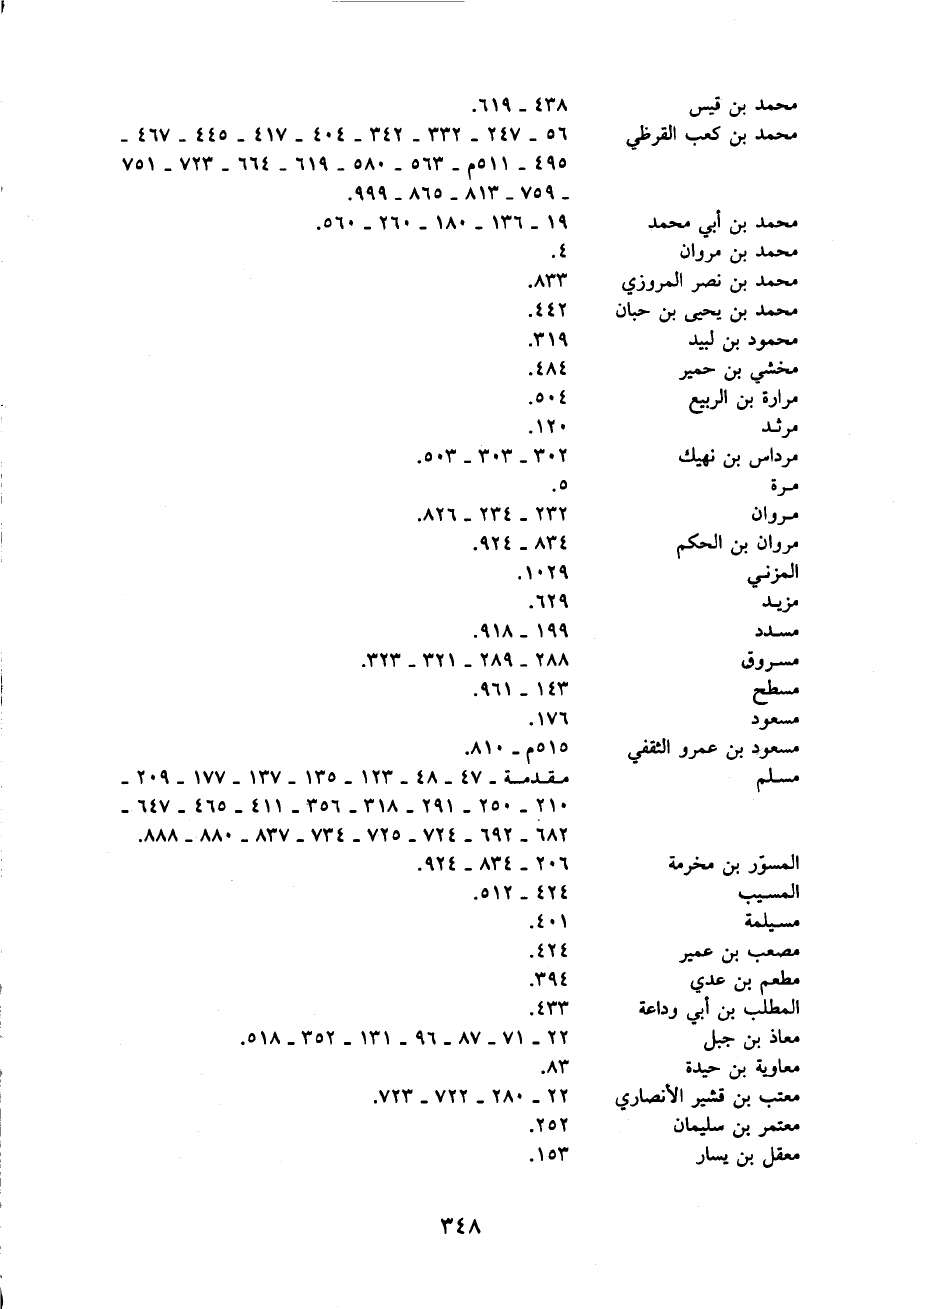 محمد بن قيس ٤٣٨ ـ ٦١٩.
محمد بن كعب القرظي ٥٦ ـ ٢٤٧ ـ ٣٣٢ ـ ٣٤٢ ـ ٤٠٤ ـ ٤١٧ ـ ٤٤٥ ـ ٤٦٧ ـ
٤٩٥ ـ ٥١١م ـ ٥٦٣ ـ ٥٨٠ ـ ٦١٩ ـ ٦٦٤ ـ ٧٢٣ ـ ٧٥١
ـ ٧٥٩ ـ ٨١٣ ـ ٨٦٥ ـ ٩٩٩.
محمد بن أبي محمد ١٩ ـ ١٣٦ ـ ١٨٠ ـ ٢٦٠ ـ ٥٦٠.
محمد بن مروان ٤.
محمد بن نصر المروزي ٨٣٣.
محمد بن يحيى بن حبان ٤٤٢.
محمود بن لبيد ٣١٩.
مخشي بن حمير ٤٨٤.
مرارة بن الربيع ٥٠٤.
مرثد ١٢٠.
مرداس بن نهيك ٣٠٢ ـ ٣٠٣ ـ ٥٠٣.
مرة ٥.
مروان ٢٣٢ ـ ٢٣٤ ـ ٨٢٦.
مروان بن الحكم ٨٣٤ ـ ٩٢٤.
المزني ١٠٢٩.
مزيد ٦٢٩.
مسدد ١٩٩ ـ ٩١٨.
مسروق ٢٨٨ ـ ٢٨٩ ـ ٣٢١ ـ ٣٢٣.
مسطح ١٤٣ ـ ٩٦١.
مسعود ١٧٦.
مسعود بن عمرو الثقفي ٥١٥م ـ ٨١٠.
مسلم مقدمة ـ ٤٧ ـ ٤٨ ـ ١٢٣ ـ ١٣٥ ـ ١٣٧ ـ ١٧٧ ـ ٢٠٩ ـ
٢١٠ ـ ٢٥٠ ـ ٢٩١ ـ ٣١٨ ـ ٣٥٦ ـ ٤١١ ـ ٤٦٥ ـ ٦٤٧ ـ
٦٨٢ ـ ٦٩٢ ـ ٧٢٤ ـ ٧٢٥ ـ ٧٣٤ ـ ٨٣٧ ـ ٨٨٠ ـ ٨٨٨.
المسوّر بن مخرمة ٢٠٦ ـ ٨٣٤ ـ ٩٢٤.
المسيب ٤٢٤ ـ ٥١٢.
مسيلمة ٤٠١.
مصعب بن عمير ٤٢٤.
مطعم بن عدي ٣٩٤.
المطلب بن أبي وداعة ٤٣٣.
معاذ بن جبل ٢٢ ـ ٧١ ـ ٨٧ ـ ٩٦ ـ ١٣١ ـ ٣٥٢ ـ ٥١٨.
معاوية بن حيدة ٨٣.
معتب بن قشير الأنصاري ٢٢ ـ ٢٨٠ ـ ٧٢٢ ـ ٧٢٣.
معتمر بن سليمان ٢٥٢.
معقل بن يسار ١٥٣.
٣٤٨